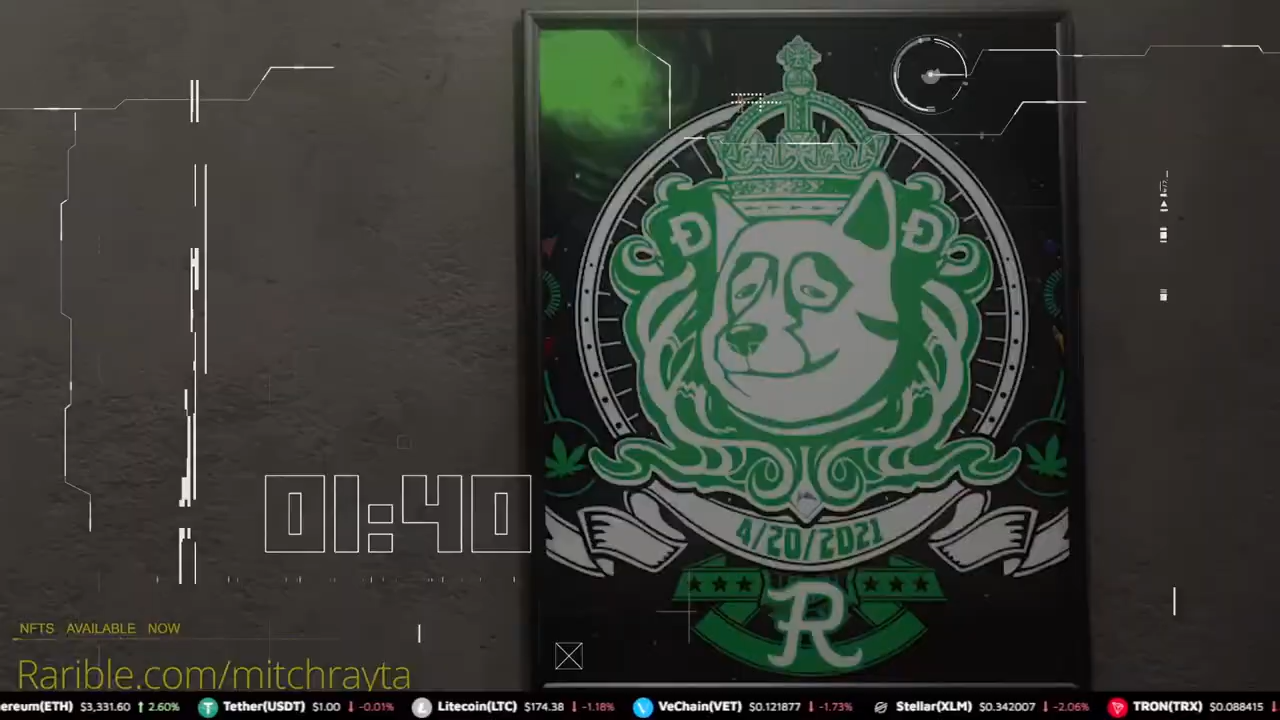 Đ Đ
01:40
4/20/2021
R
NFTS AVAILABLE NOW
Rarible.com/mitchrayta
ereum(ETH) $3,331.60 ↑ 2.60% Tether(USDT) $1.00 ↓ -0.01% Litecoin(LTC) $174.38 ↓ -1.18% VeChain(VET) $0.121877 ↓ -1.73% Stellar(XLM) $0.342007 ↓ -2.06% TRON(TRX) $0.088415 ↓